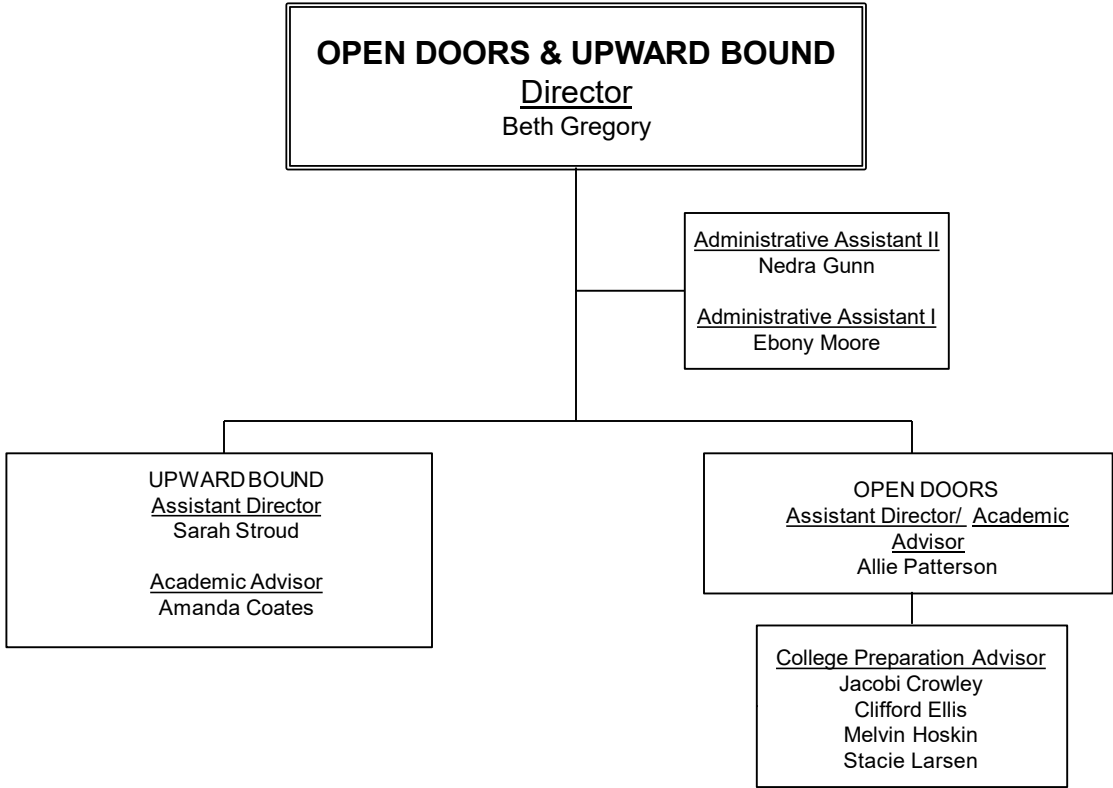 OPEN DOORS & UPWARD BOUND
Director
Beth Gregory
Administrative Assistant II
Nedra Gunn
Administrative Assistant I
Ebony Moore
UPWARD BOUND
Assistant Director
Sarah Stroud
Academic Advisor
Amanda Coates
OPEN DOORS
Assistant Director/ Academic
Advisor
Allie Patterson
College Preparation Advisor
Jacobi Crowley
Clifford Ellis
Melvin Hoskin
Stacie Larsen